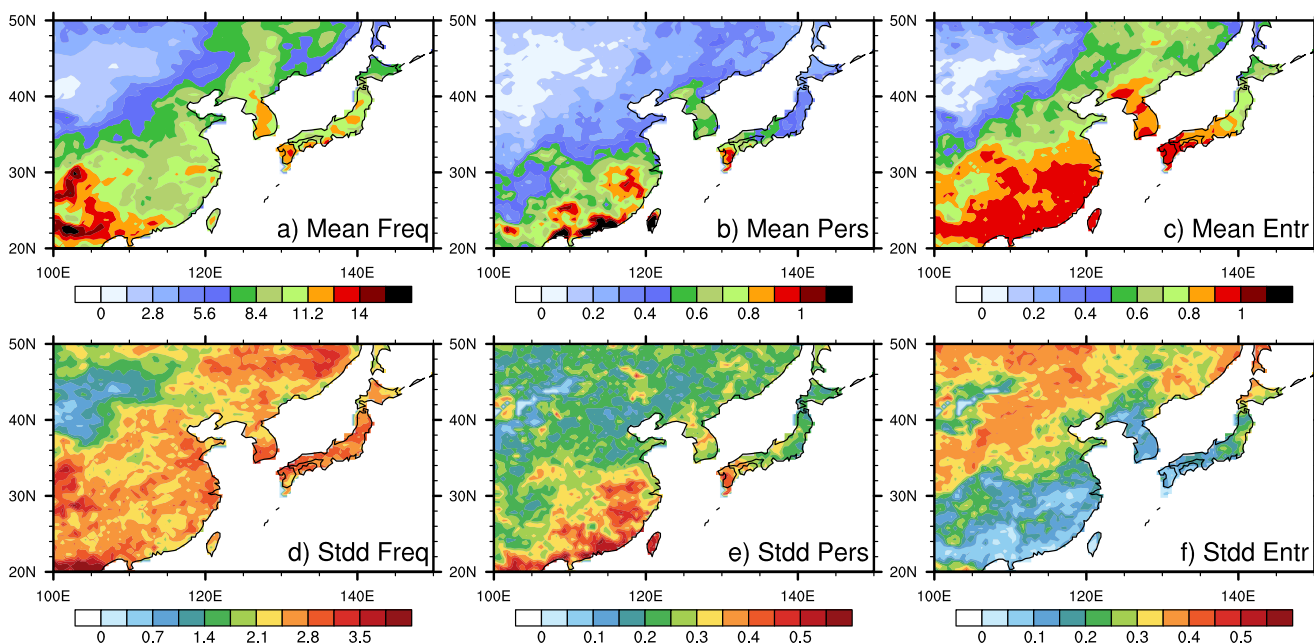 50N
40N
30N
20N
100E 120E 140E
a) Mean Freq
0 2.8 5.6 8.4 11.2 14
50N
40N
30N
20N
100E 120E 140E
b) Mean Pers
0 0.2 0.4 0.6 0.8 1
50N
40N
30N
20N
100E 120E 140E
c) Mean Entr
0 0.2 0.4 0.6 0.8 1
50N
40N
30N
20N
100E 120E 140E
d) Stdd Freq
0 0.7 1.4 2.1 2.8 3.5
50N
40N
30N
20N
100E 120E 140E
e) Stdd Pers
0 0.1 0.2 0.3 0.4 0.5
50N
40N
30N
20N
100E 120E 140E
f) Stdd Entr
0 0.1 0.2 0.3 0.4 0.5